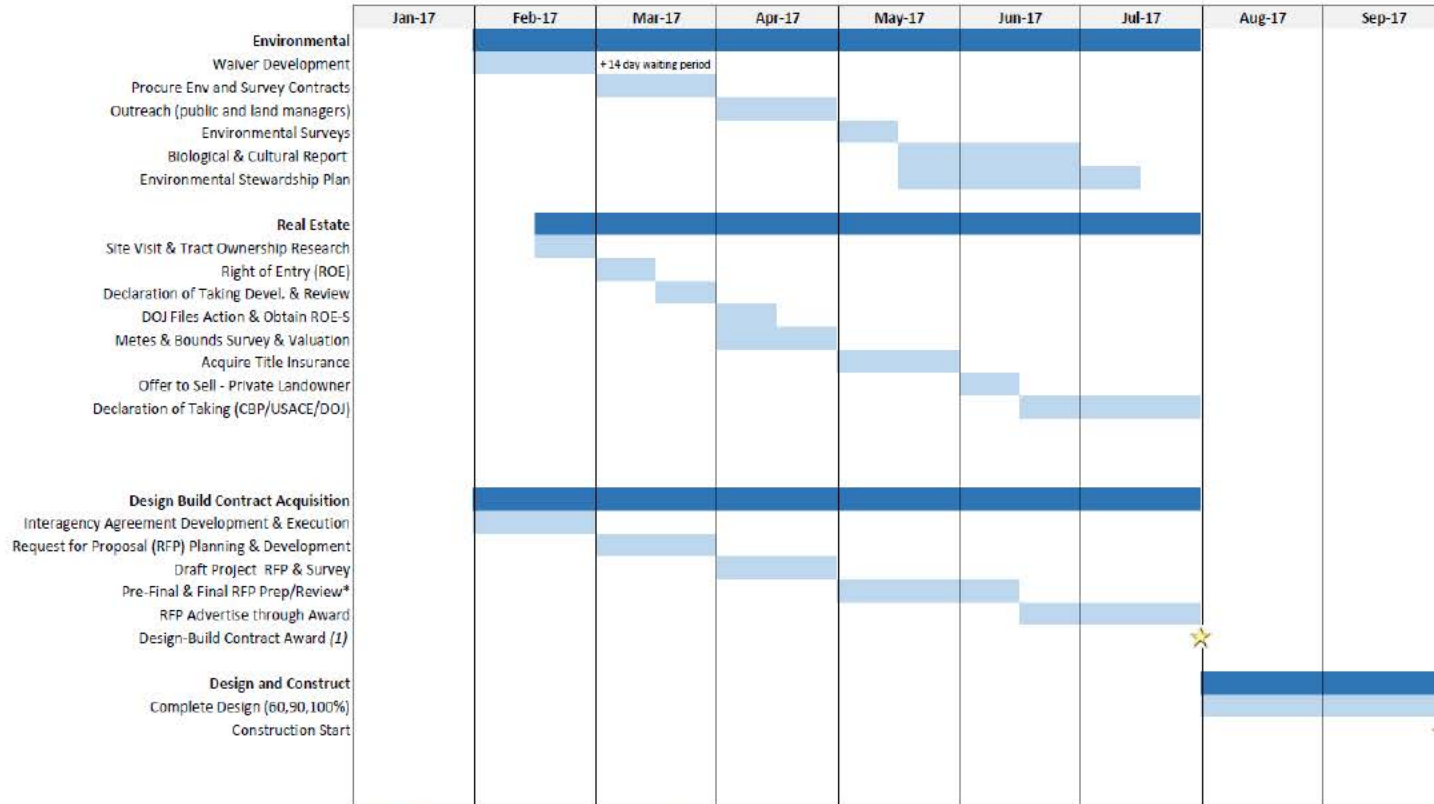 Jan-17 Feb-17 Mar-17 Apr-17 May-17 Jun-17 Jul-17 Aug-17 Sep-17
Environmental
Waiver Development + 14 day waiting period
Procure Env and Survey Contracts
Outreach (public and land managers)
Environmental Surveys
Biological & Cultural Report
Environmental Stewardship Plan
Real Estate
Site Visit & Tract Ownership Research
Right of Entry (ROE)
Declaration of Taking Devel. & Review
DOJ Files Action & Obtain ROE-S
Metes & Bounds Survey & Valuation
Acquire Title Insurance
Offer to Sell - Private Landowner
Declaration of Taking (CBP/USACE/DOJ)
Design Build Contract Acquisition
Interagency Agreement Development & Execution
Request for Proposal (RFP) Planning & Development
Draft Project RFP & Survey
Pre-Final & Final RFP Prep/Review*
RFP Advertise through Award
Design-Build Contract Award (1)
Design and Construct
Complete Design (60,90,100%)
Construction Start